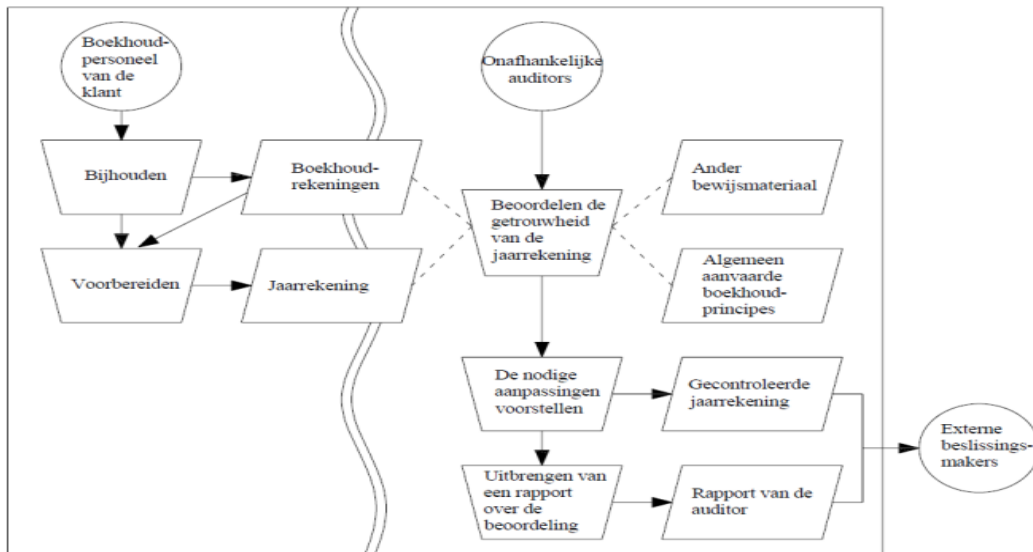 Boekhoud-
personeel
van de
klant
Onafhankelijke
auditors
Bijhouden
Boekhoud-
rekeningen
Ander
bewijsmateriaal
Beoordelen de
getrouwheid
van de
jaarrekening
Voorbereiden
Jaarrekening
Algemeen
aanvaarde
boekhoud-
principes
De nodige
aanpassingen
voorstellen
Gecontroleerde
jaarrekening
Externe
beslissings-
makers
Uitbrengen van
een rapport
over de
beoordeling
Rapport van de
auditor